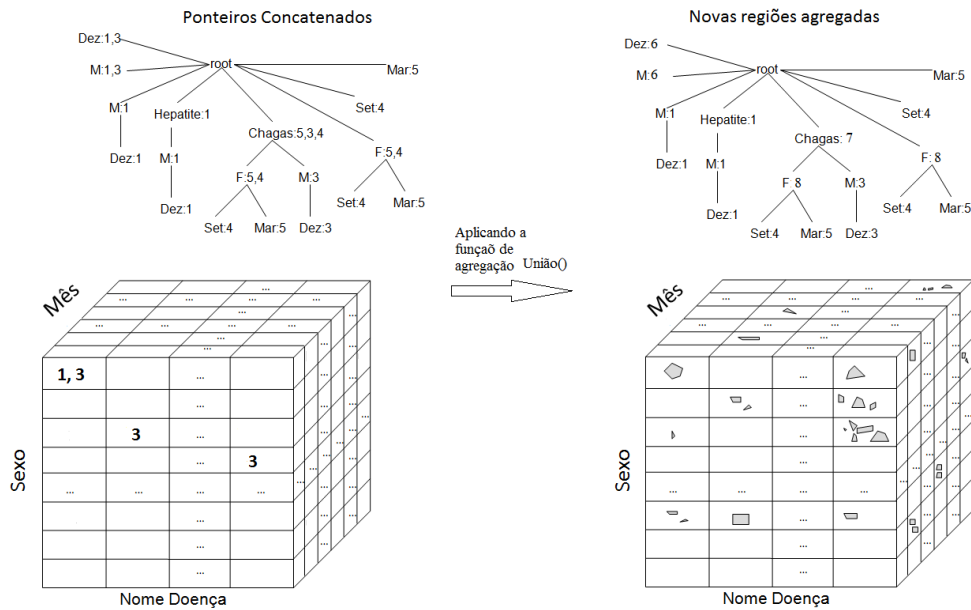 Ponteiros Concatenados
Dez:1,3
root
M:1,3
Mar:5
M:1
Hepatite:1
Set:4
Chagas:5,3,4
F:5,4
Dez:1
M:1
F:5,4
M:3
Set:4
Mar:5
Dez:1
Set:4
Mar:5
Dez:3
Novas regiões agregadas
Dez:6
root
M:6
Mar:5
M:1
Hepatite:1
Set:4
Chagas: 7
F: 8
Dez:1
M:1
F: 8
M:3
Set:4
Mar:5
Dez:1
Set:4
Mar:5
Dez:3
Aplicando a
funçaõ de
agregação União()
Mês
1, 3
...
...
3
...
...
3
... ... ... ...
...
...
...
Sexo
Nome Doença
Mês
...
...
...
...
... ... ... ...
...
...
...
Sexo
Nome Doença